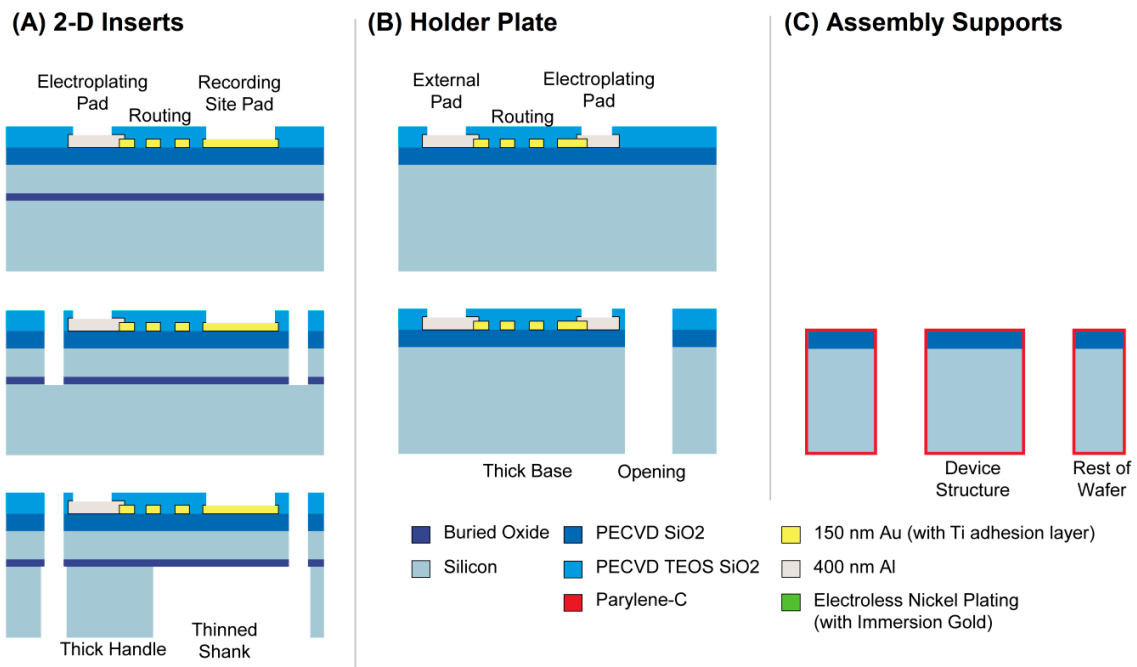 (A) 2-D Inserts
Electroplating
Pad
Routing
Recording
Site Pad
Thick Handle
Thinned
Shank
(B) Holder Plate
External
Pad
Routing
Electroplating
Pad
Thick Base
Opening
(C) Assembly Supports
Device
Structure
Rest of
Wafer
Buried Oxide
Silicon
PECVD SiO2
PECVD TEOS SiO2
Parylene-C
150 nm Au (with Ti adhesion layer)
400 nm Al
Electroless Nickel Plating
(with Immersion Gold)